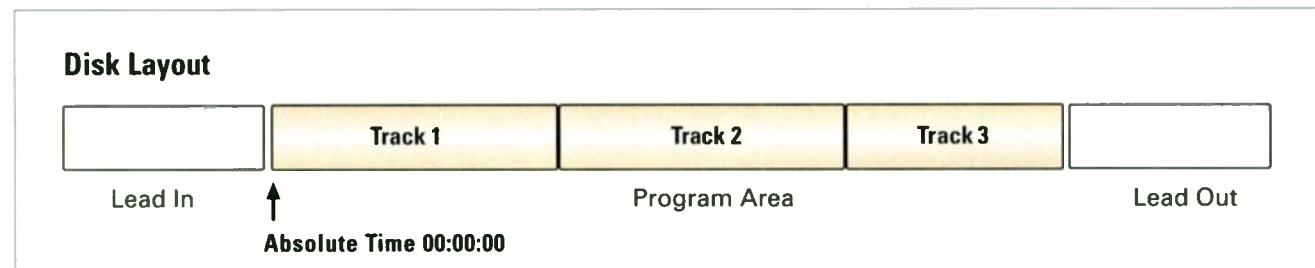 Disk Layout
Track 1 Track 2 Track 3
Lead In Program Area Lead Out
Absolute Time 00:00:00